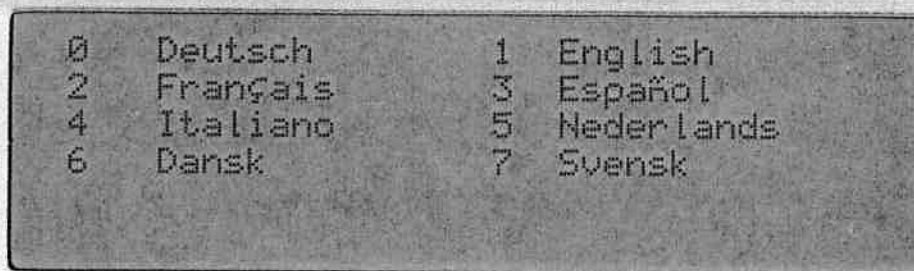 0 Deutsch 1 English
2 Français 3 Español
4 Italiano 5 Nederlands
6 Dansk 7 Svensk